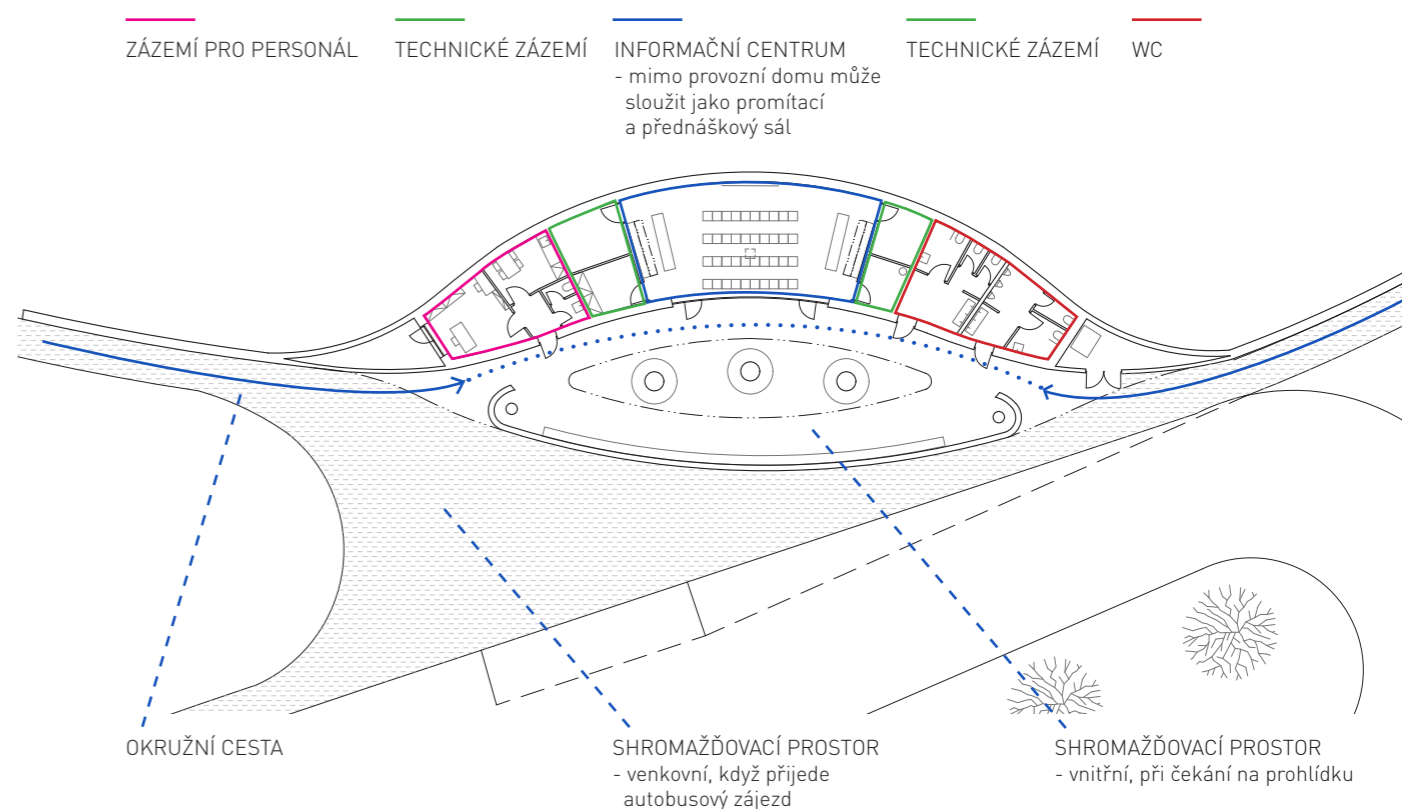 ZÁZEMÍ PRO PERSONÁL
TECHNICKÉ ZÁZEMÍ
INFORMAČNÍ CENTRUM
- mimo provozní domu může
sloužit jako promítací
a přednáškový sál
TECHNICKÉ ZÁZEMÍ
WC
OKRUŽNÍ CESTA
SHROMAŽĎOVACÍ PROSTOR
- venkovní, když přijede
autobusový zájezd
SHROMAŽĎOVACÍ PROSTOR
- vnitřní, při čekání na prohlídku